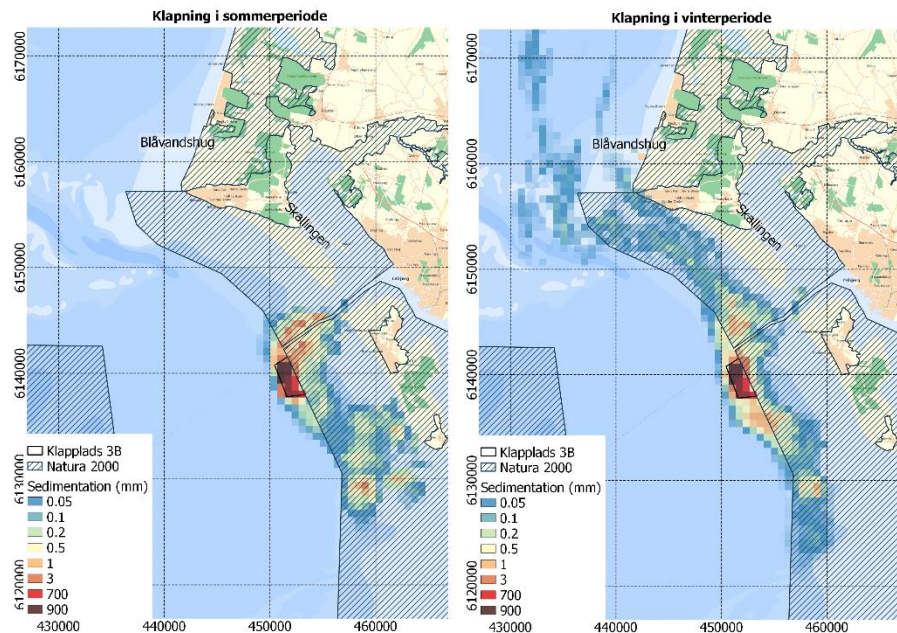 Klapning i sommerperiode
6170000
6160000
6150000
6140000
6130000
6120000
Blåvandshug
Skallingen
Klapplads 3B
Natura 2000
Sedimentation (mm)
0.05
0.1
0.2
0.5
1
3
700
900
430000 440000 450000 460000
Klapning i vinterperiode
6170000
6160000
6150000
6140000
6130000
6120000
Blåvandshug
Skallingen
Klapplads 3B
Natura 2000
Sedimentation (mm)
0.05
0.1
0.2
0.5
1
3
700
900
430000 440000 450000 460000